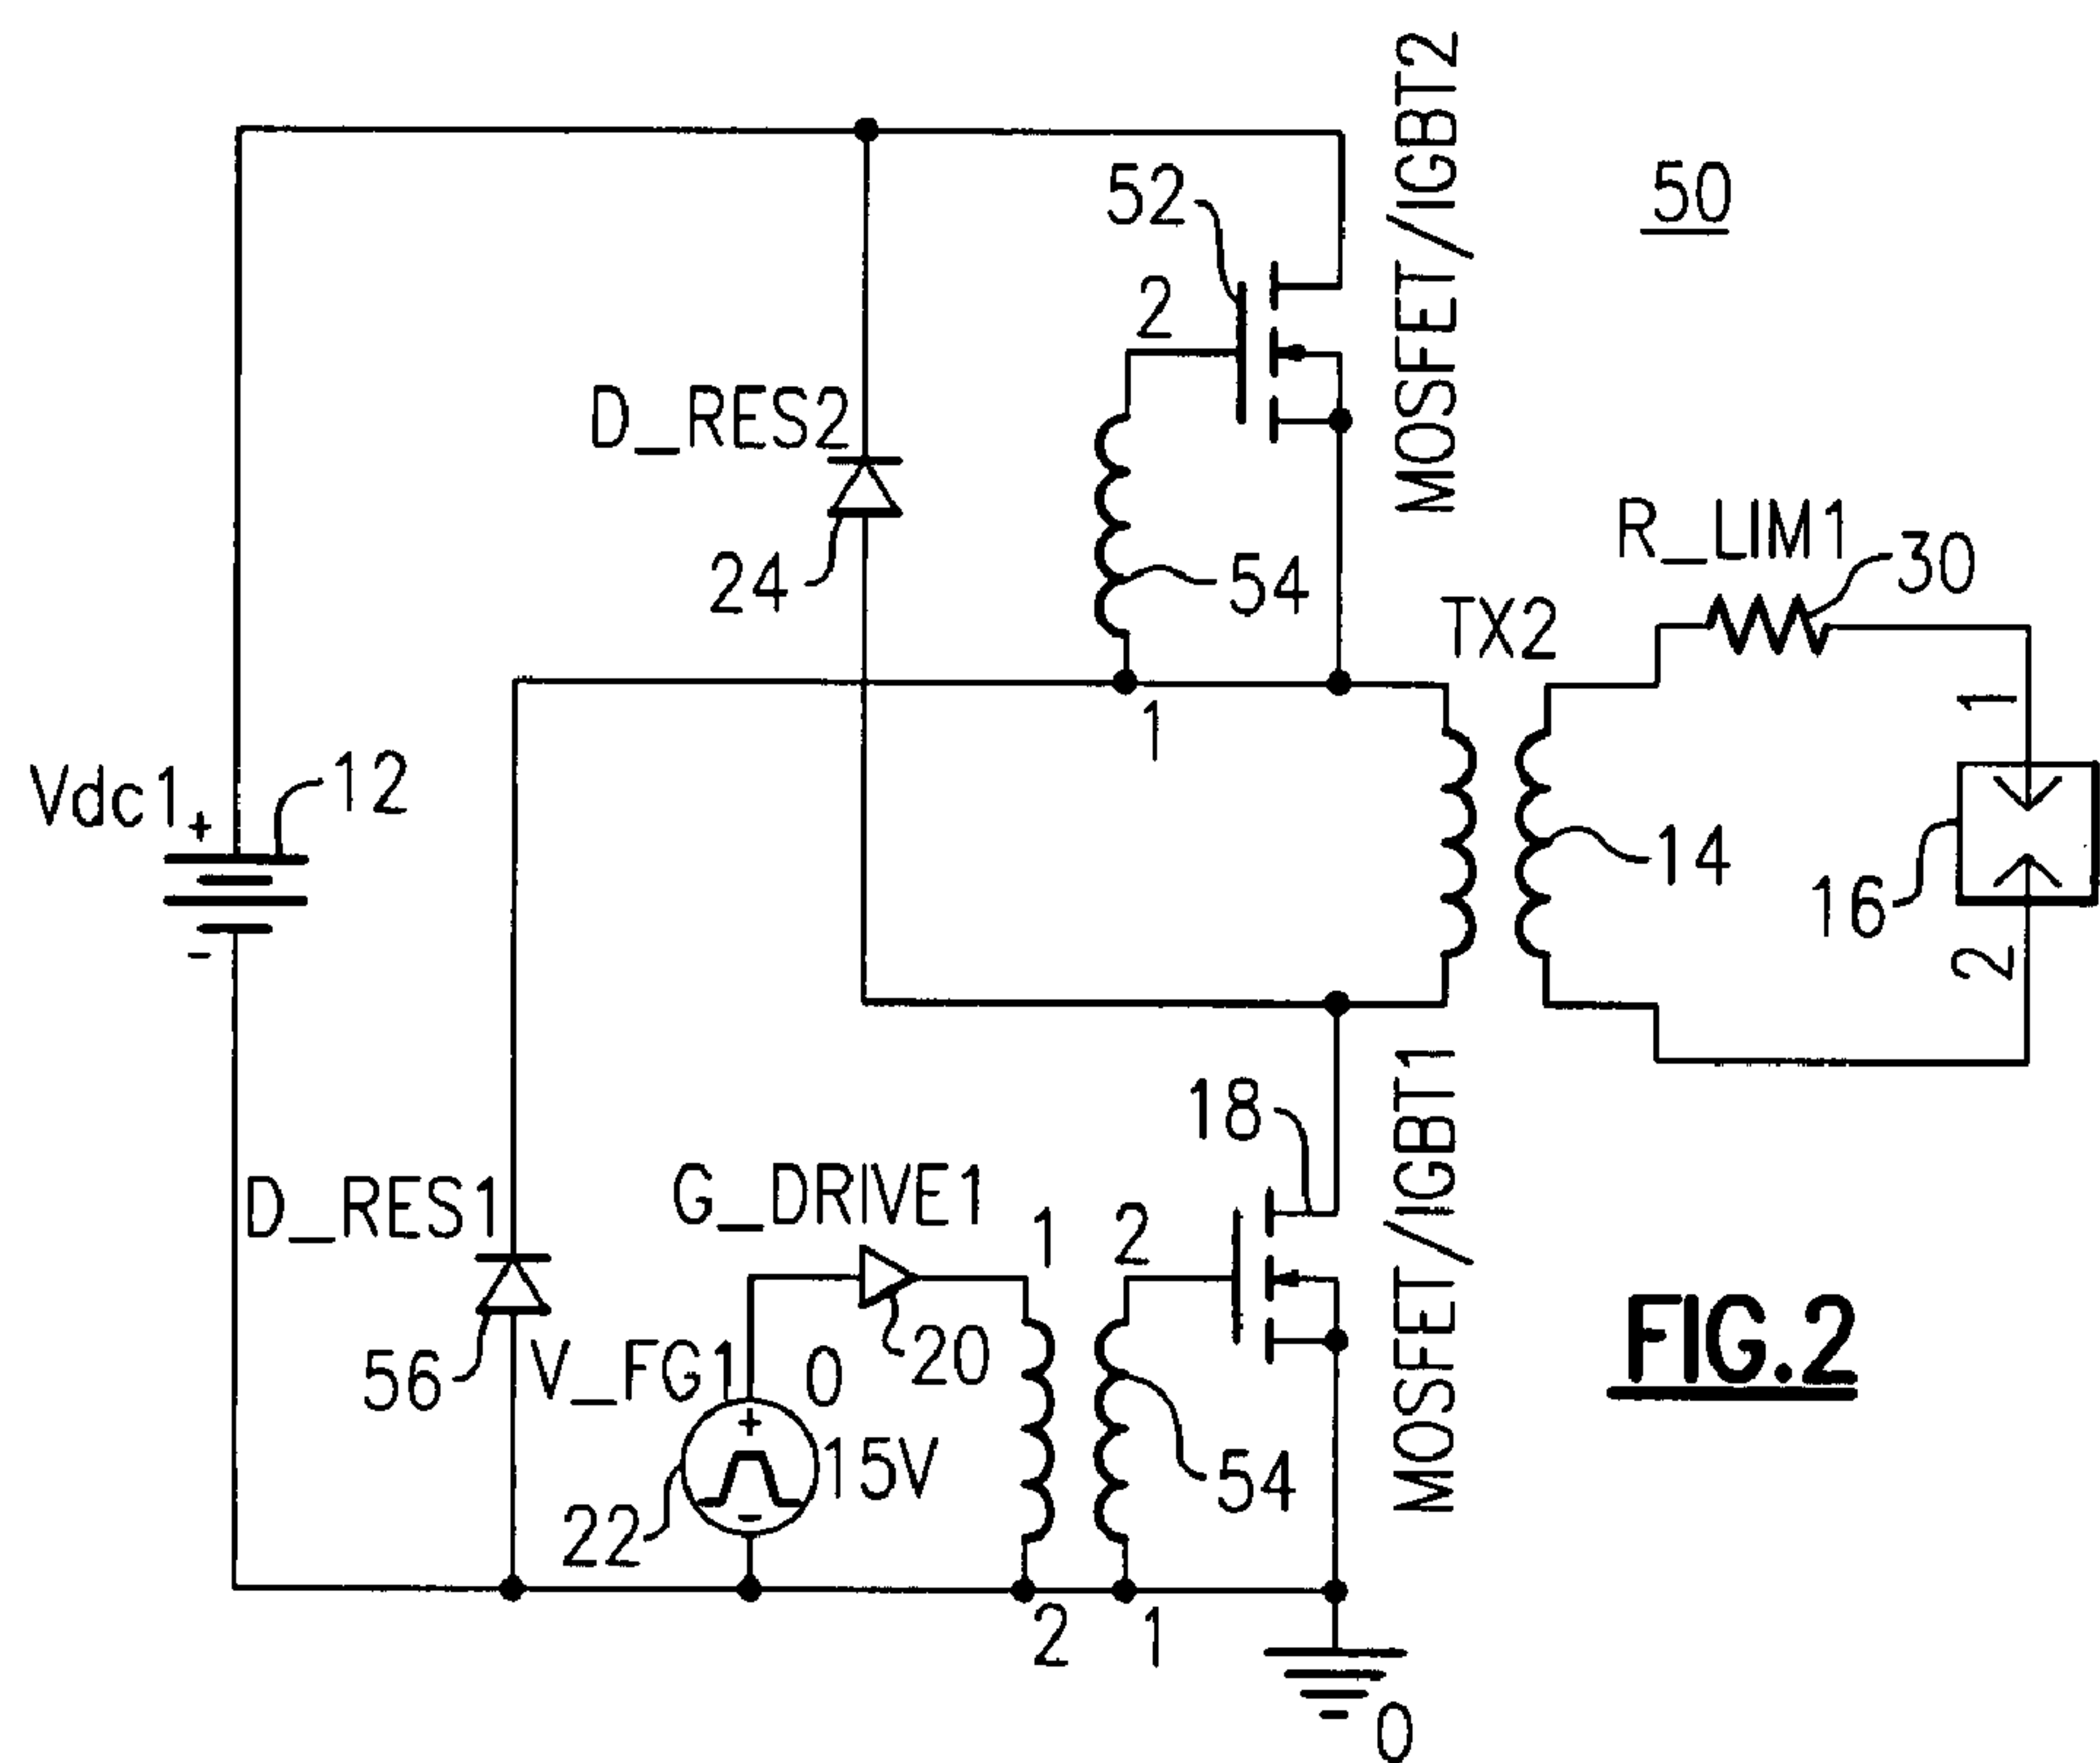 MOSFET/IGBT2
50
52
2
D_RES2
24
54
R_LIM1
30
TX2
1
1
Vdc1
+
12
-
14
16
2
18
MOSFET/IGBT1
D_RES1
G_DRIVE1
1
2
56
V_FG1
0
20
+
15V
-
22
54
2
1
0
FIG.2